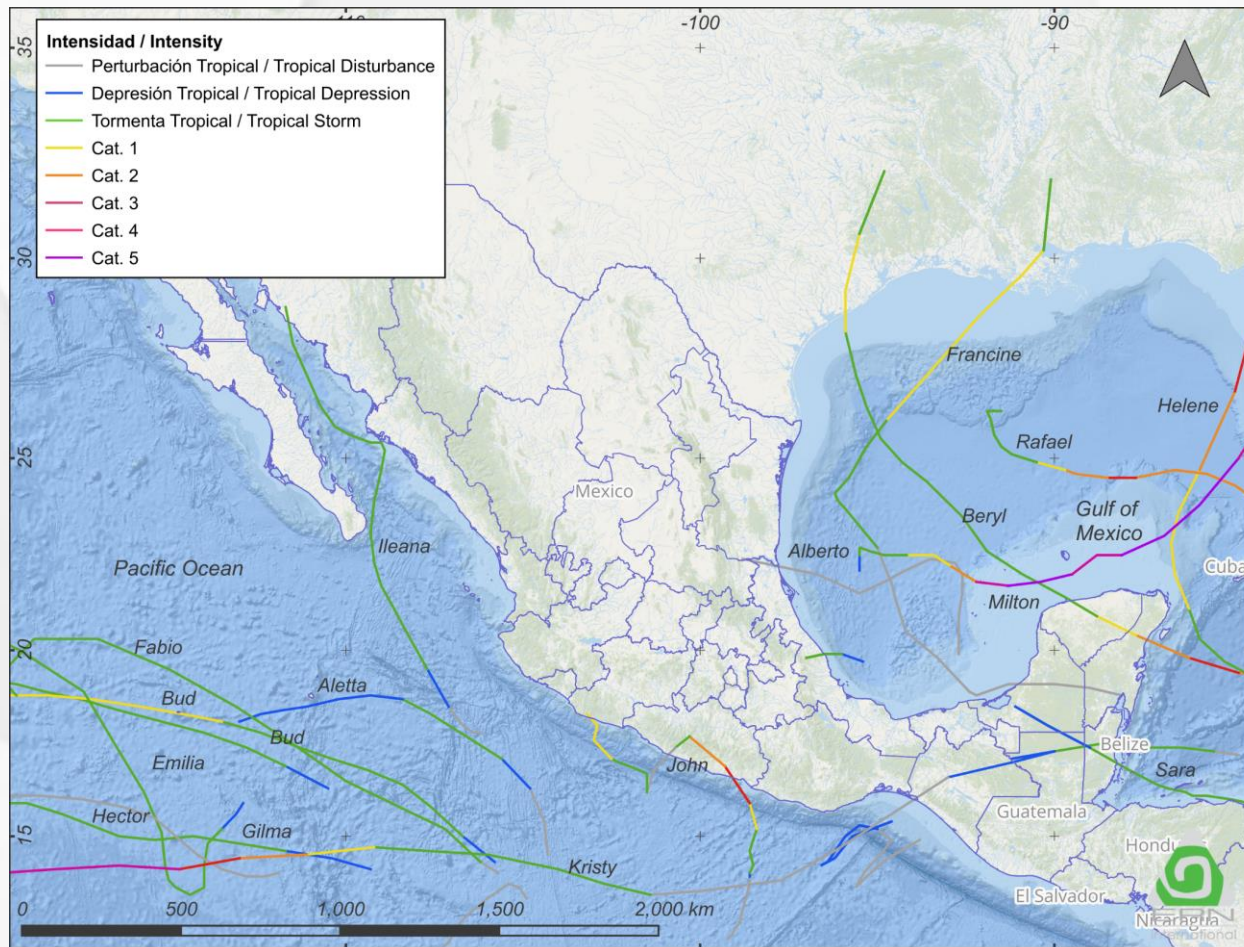 -110
-100
-90
35
30
25
20
15
Intensidad / Intensity
Perturbación Tropical / Tropical Disturbance
Depresión Tropical / Tropical Depression
Tormenta Tropical / Tropical Storm
Cat. 1
Cat. 2
Cat. 3
Cat. 4
Cat. 5
Francine
Helene
Rafael
Mexico
Beryl
Gulf of
Mexico
Alberto
Ileana
Pacific Ocean
Cuba
Milton
Fabio
Aletta
Bud
Bud
Belize
Emilia
John
Sara
Guatemala
Hector
Gilma
Kristy
El Salvador
Nicaragua
ERN
International
0
500
1,000
1,500
2,000 km